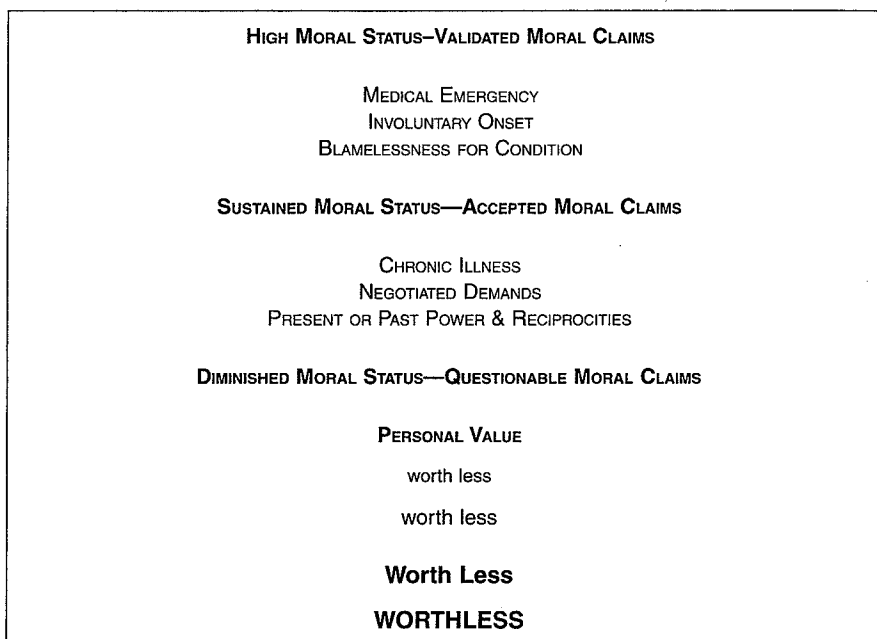 HIGH MORAL STATUS–VALIDATED MORAL CLAIMS
MEDICAL EMERGENCY
INVOLUNTARY ONSET
BLAMELESSNESS FOR CONDITION
SUSTAINED MORAL STATUS—ACCEPTED MORAL CLAIMS
CHRONIC ILLNESS
NEGOTIATED DEMANDS
PRESENT OR PAST POWER & RECIPROCITIES
DIMINISHED MORAL STATUS—QUESTIONABLE MORAL CLAIMS
PERSONAL VALUE
worth less
worth less
Worth Less
WORTHLESS